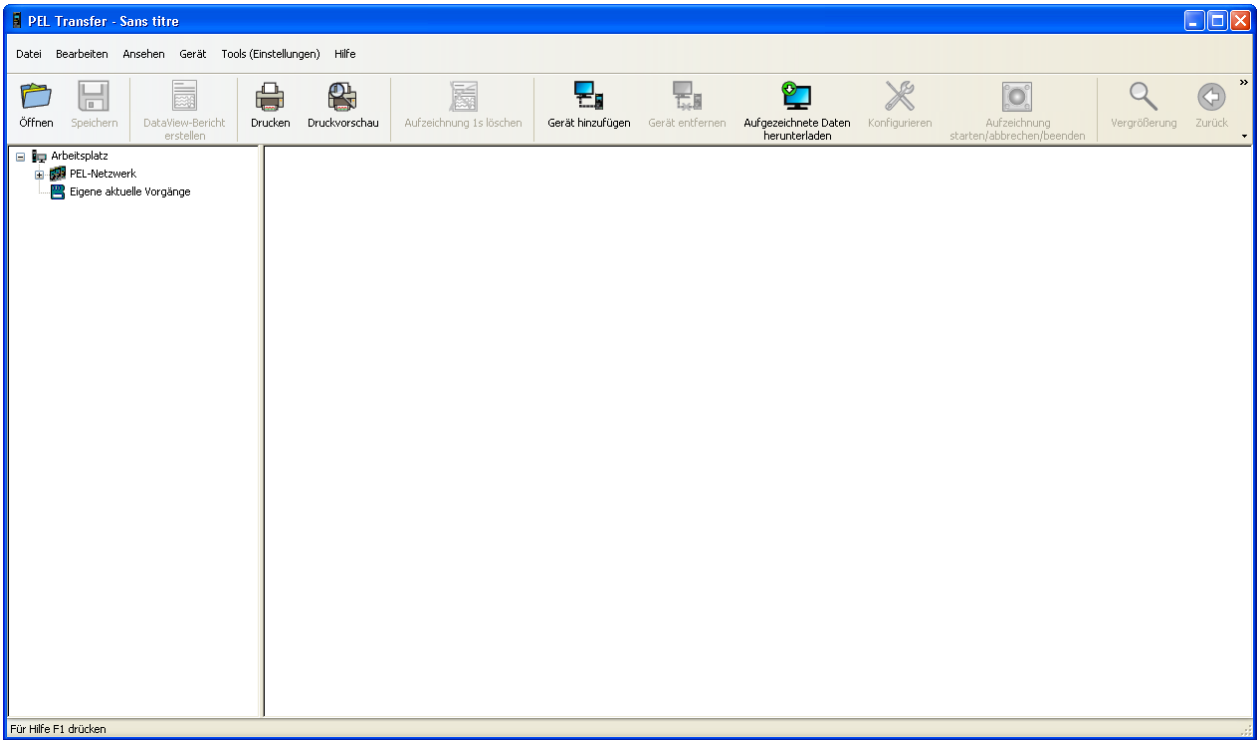 PEL Transfer - Sans titre
Datei Bearbeiten Ansehen Gerät Tools (Einstellungen) Hilfe
Öffnen Speichern DataView-Bericht erstellen Drucken Druckvorschau Aufzeichnung 1s löschen Gerät hinzufügen Gerät entfernen Aufgezeichnete Daten herunterladen Konfigurieren Aufzeichnung starten/abbrechen/beenden Vergrößerung Zurück
Arbeitsplatz
PEL-Netzwerk
Eigene aktuelle Vorgänge
Für Hilfe F1 drücken